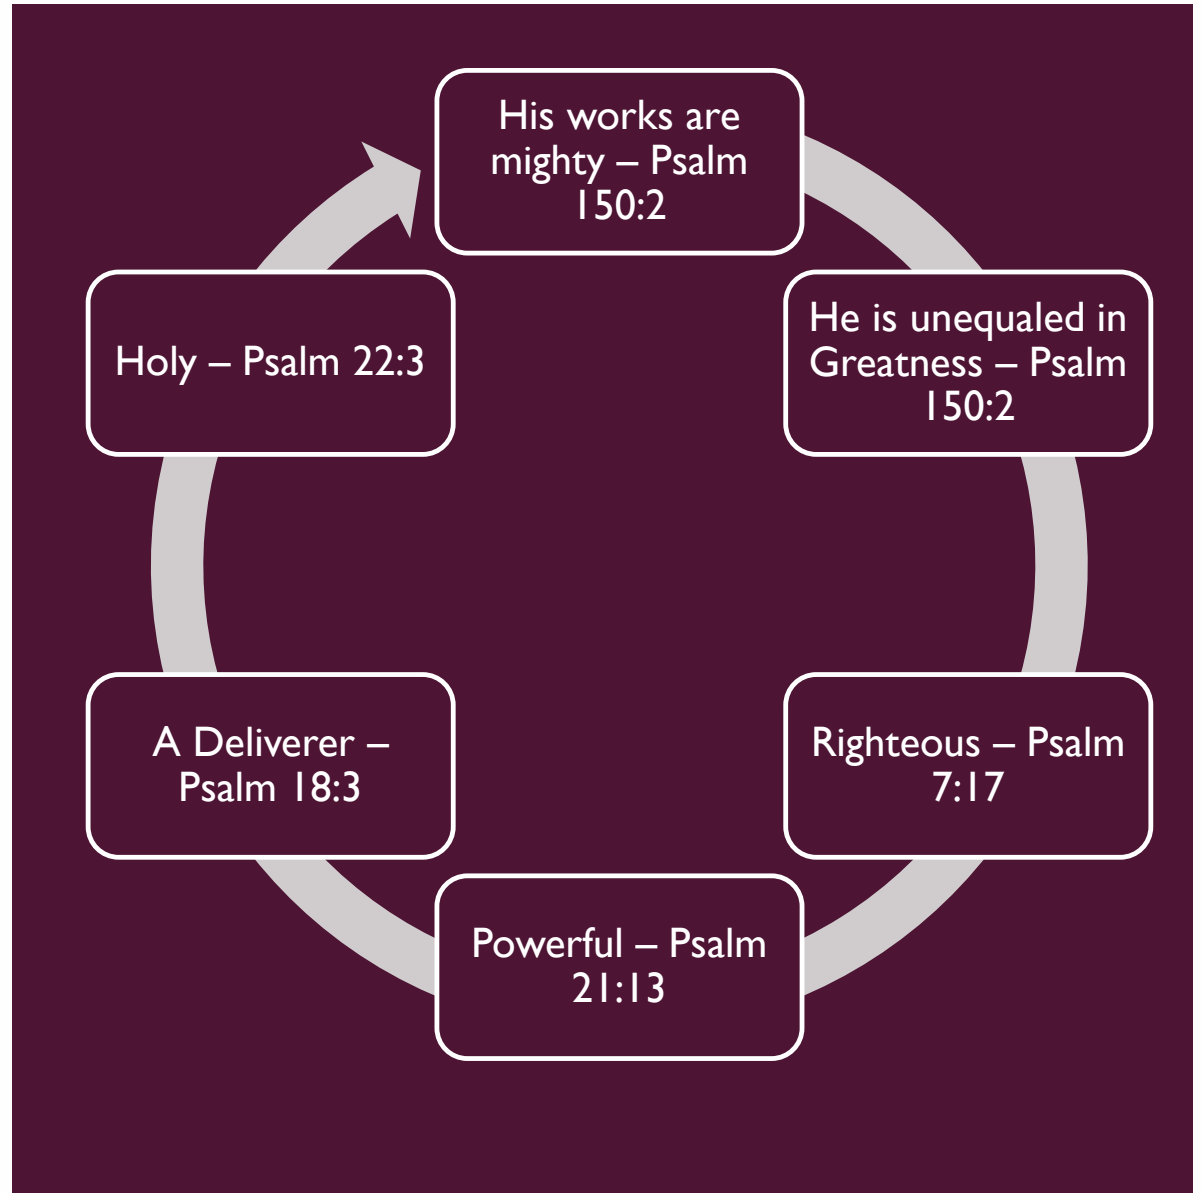 His works are
mighty – Psalm
150:2
He is unequaled in
Greatness – Psalm
150:2
Righteous – Psalm
7:17
Powerful – Psalm
21:13
A Deliverer –
Psalm 18:3
Holy – Psalm 22:3